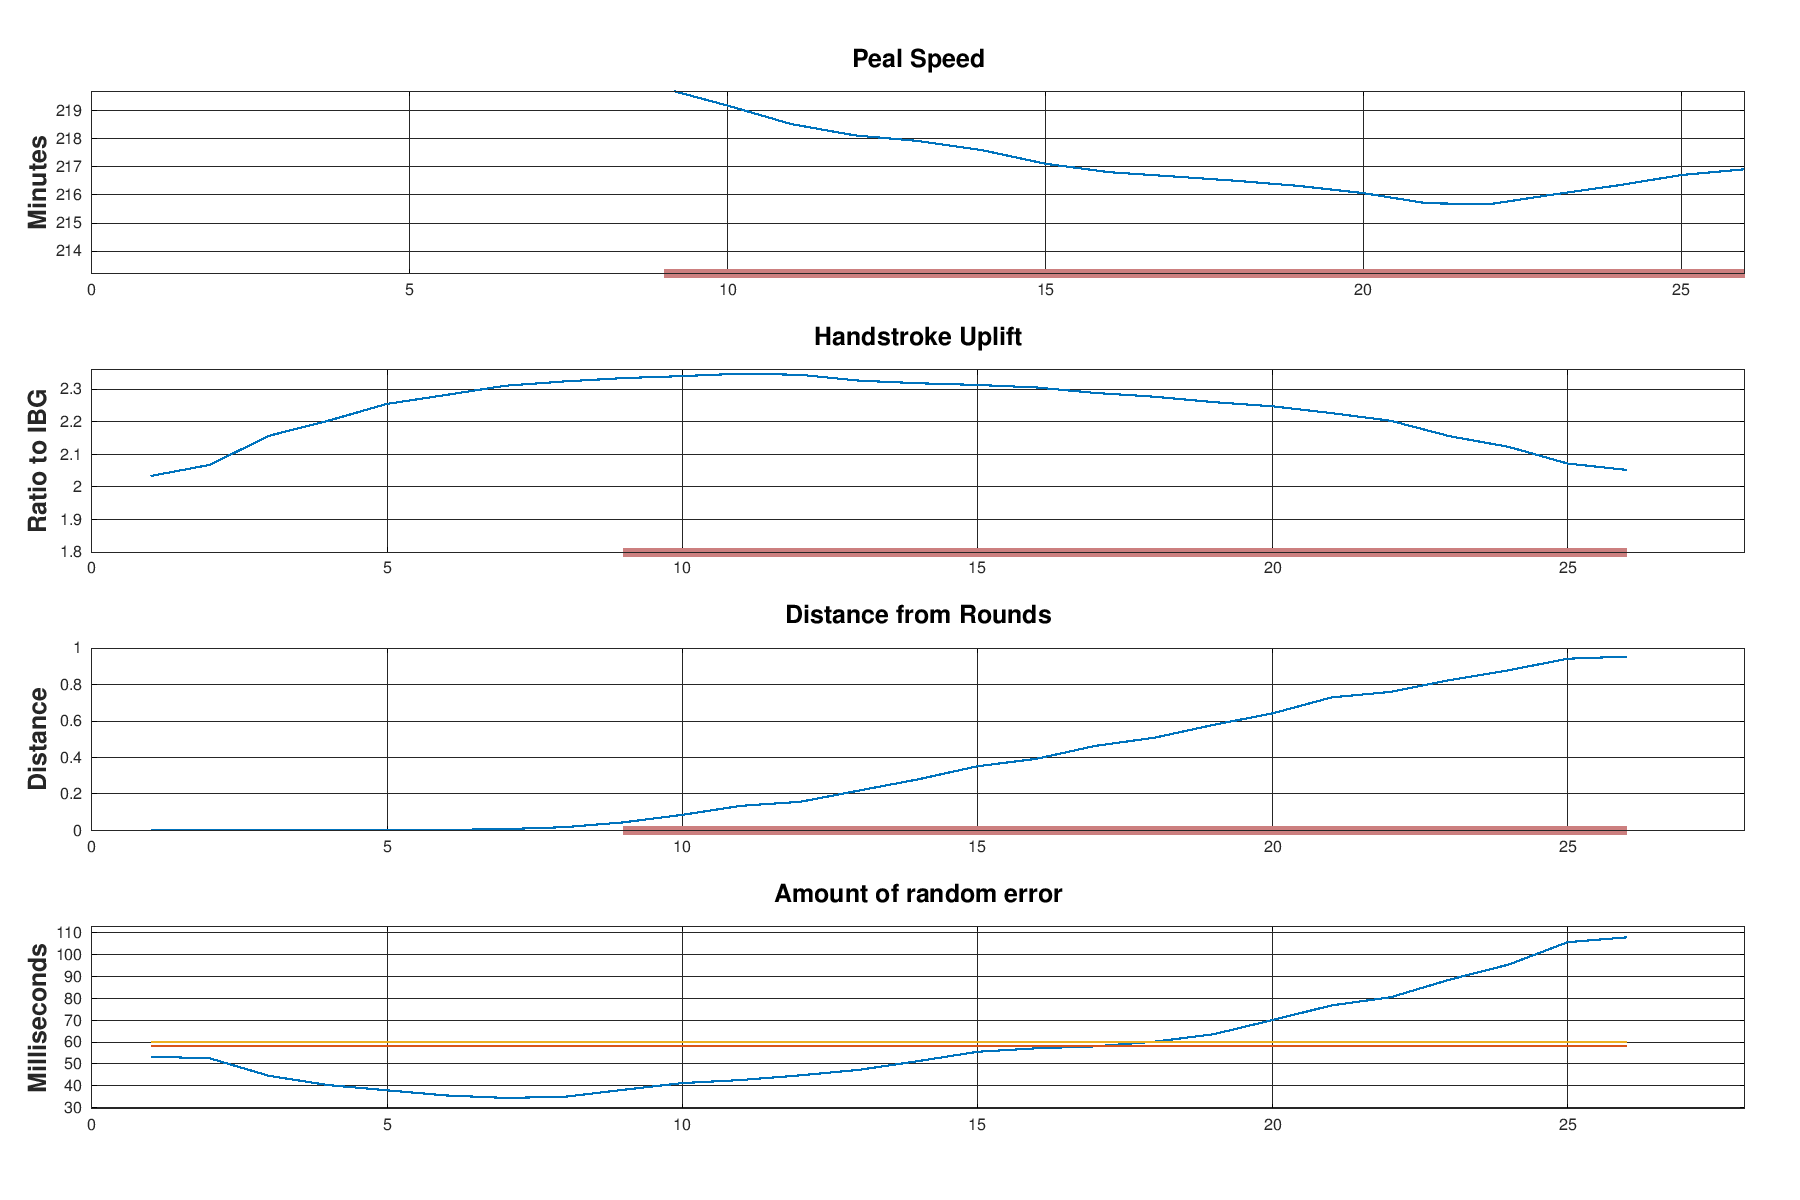 Peal Speed
Minutes
219
218
217
216
215
214
0 5 10 15 20 25
Handstroke Uplift
Ratio to IBG
2.3
2.2
2.1
2
1.9
1.8
0 5 10 15 20 25
Distance from Rounds
Distance
1
0.8
0.6
0.4
0.2
0
0 5 10 15 20 25
Amount of random error
Milliseconds
110
100
90
80
70
60
50
40
30
0 5 10 15 20 25